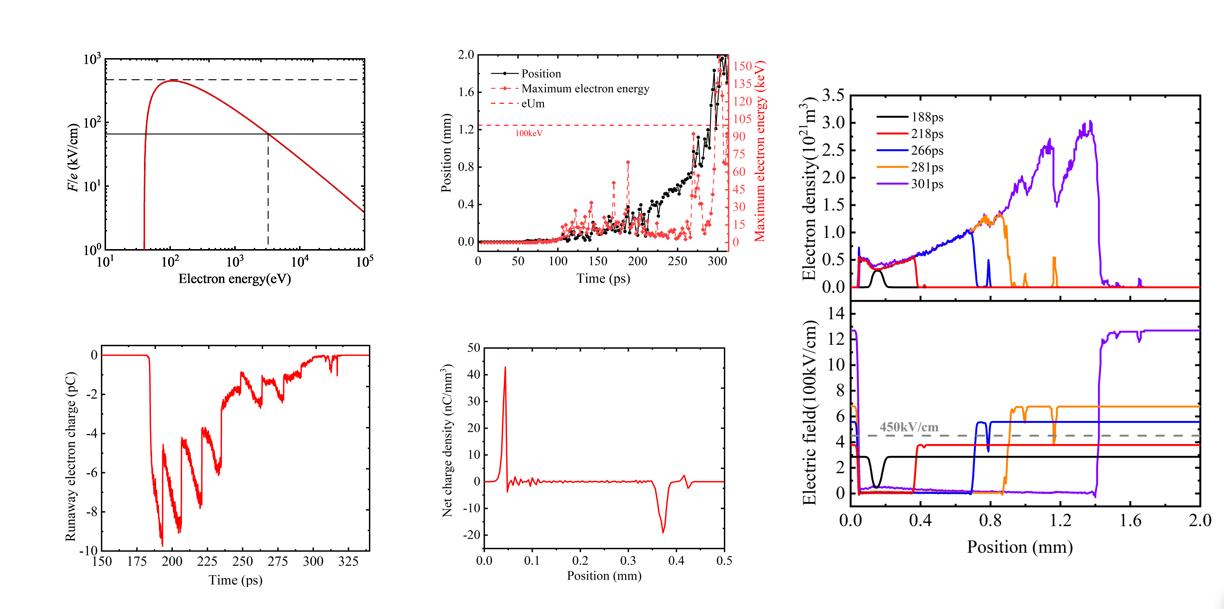 10³
10²
10¹
10⁰
F/e (kV/cm)
10¹ 10² 10³ 10⁴ 10⁵
Electron energy(eV)
2.0
1.6
1.2
0.8
0.4
0.0
Position (mm)
Position
Maximum electron energy
eUm
100keV
150
135
120
105
90
75
60
45
30
15
0
Maximum electron energy (keV)
0 50 100 150 200 250 300
Time (ps)
3.5
3.0
2.5
2.0
1.5
1.0
0.5
0.0
Electron density(10²¹m³)
188ps
218ps
266ps
281ps
301ps
14
12
10
8
6
4
2
0
Electric field(100kV/cm)
450kV/cm
0.0 0.4 0.8 1.2 1.6 2.0
Position (mm)
0
-2
-4
-6
-8
-10
Runaway electron charge (pC)
150 175 200 225 250 275 300 325
Time (ps)
50
40
30
20
10
0
-10
-20
Net charge density (nC/mm³)
0.0 0.1 0.2 0.3 0.4 0.5
Position (mm)